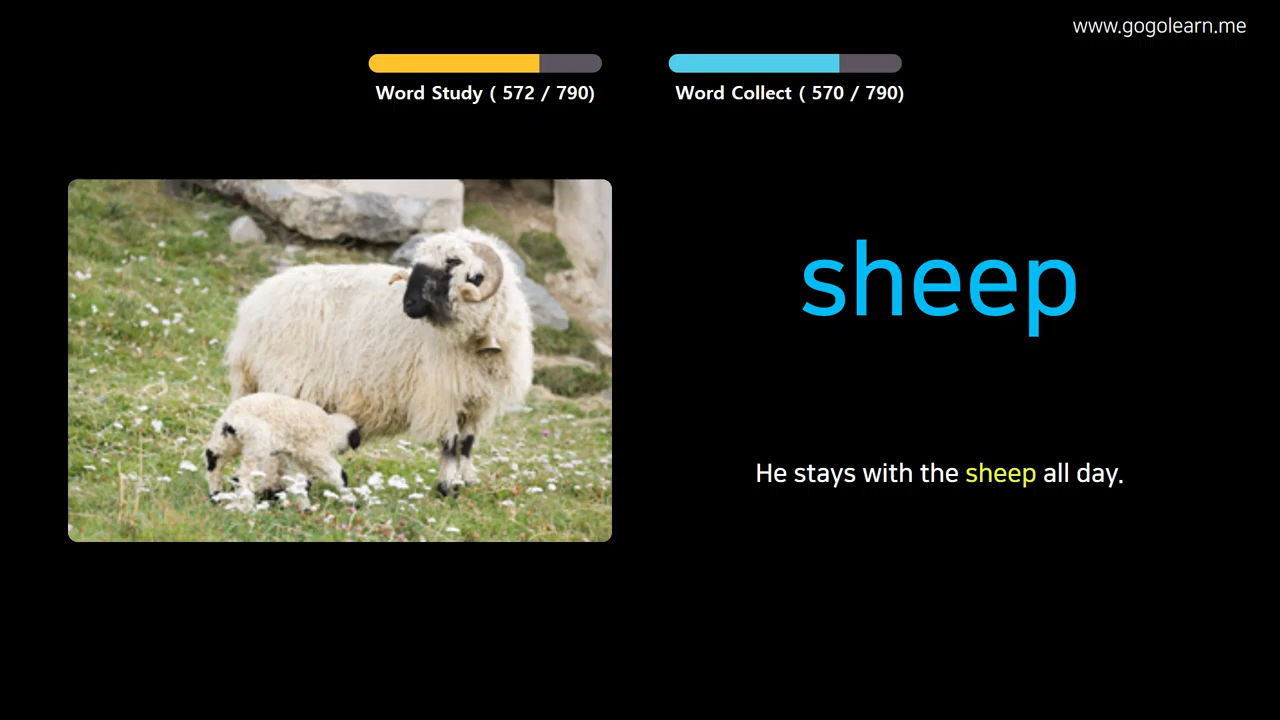 www.gogolearn.me
Word Study ( 572 / 790)
Word Collect ( 570 / 790)
sheep
He stays with the sheep all day.